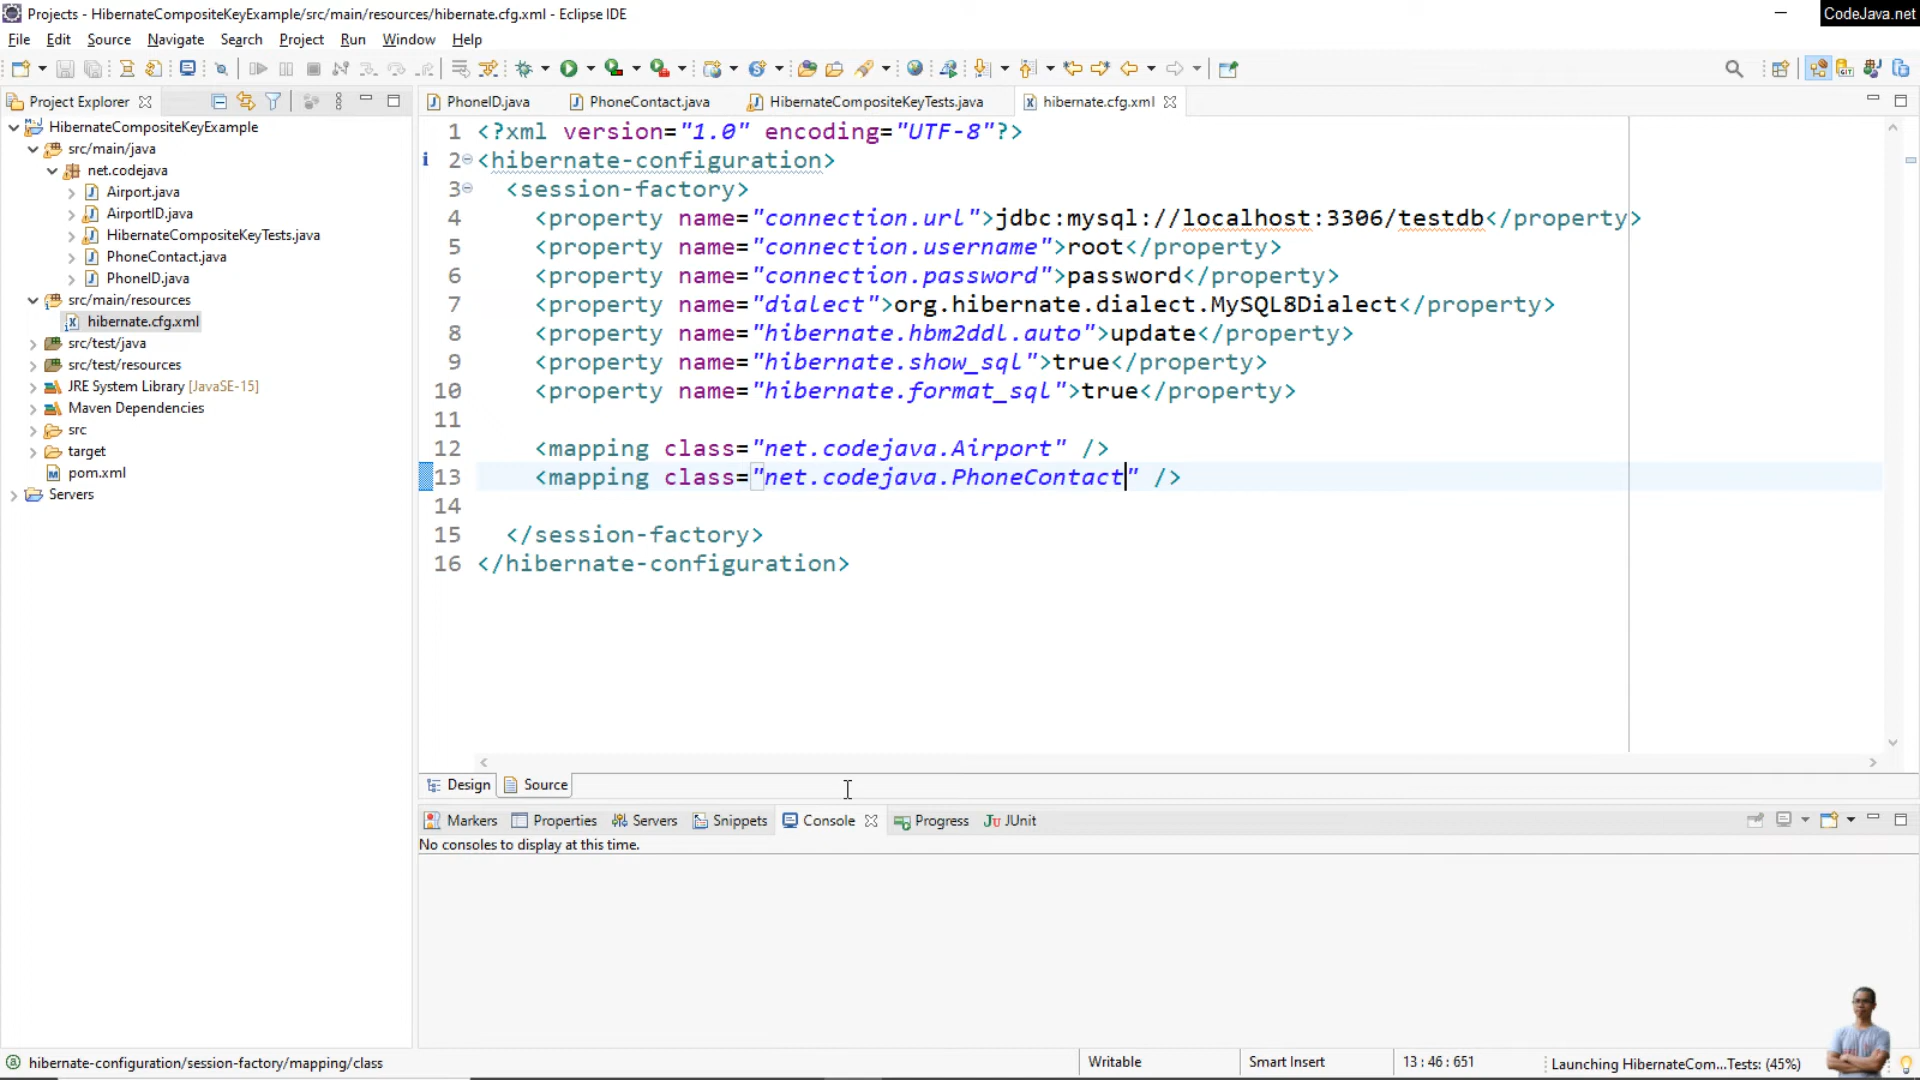 Projects - HibernateCompositeKeyExample/src/main/resources/hibernate.cfg.xml - Eclipse IDE
CodeJava.net
File Edit Source Navigate Search Project Run Window Help
Project Explorer
HibernateCompositeKeyExample
src/main/java
net.codejava
Airport.java
AirportID.java
HibernateCompositeKeyTests.java
PhoneContact.java
PhoneID.java
src/main/resources
hibernate.cfg.xml
src/test/java
src/test/resources
JRE System Library [JavaSE-15]
Maven Dependencies
src
target
pom.xml
Servers
PhoneID.java PhoneContact.java HibernateCompositeKeyTests.java hibernate.cfg.xml
1 <?xml version="1.0" encoding="UTF-8"?>
2 <hibernate-configuration>
3 <session-factory>
4 <property name="connection.url">jdbc:mysql://localhost:3306/testdb</property>
5 <property name="connection.username">root</property>
6 <property name="connection.password">password</property>
7 <property name="dialect">org.hibernate.dialect.MySQL8Dialect</property>
8 <property name="hibernate.hbm2ddl.auto">update</property>
9 <property name="hibernate.show_sql">true</property>
10 <property name="hibernate.format_sql">true</property>
11
12 <mapping class="net.codejava.Airport" />
13 <mapping class="net.codejava.PhoneContact" />
14
15 </session-factory>
16 </hibernate-configuration>
Design Source
Markers Properties Servers Snippets Console Progress JUnit
No consoles to display at this time.
hibernate-configuration/session-factory/mapping/class
Writable
Smart Insert
13 : 46 : 651
Launching HibernateCom...Tests: (45%)